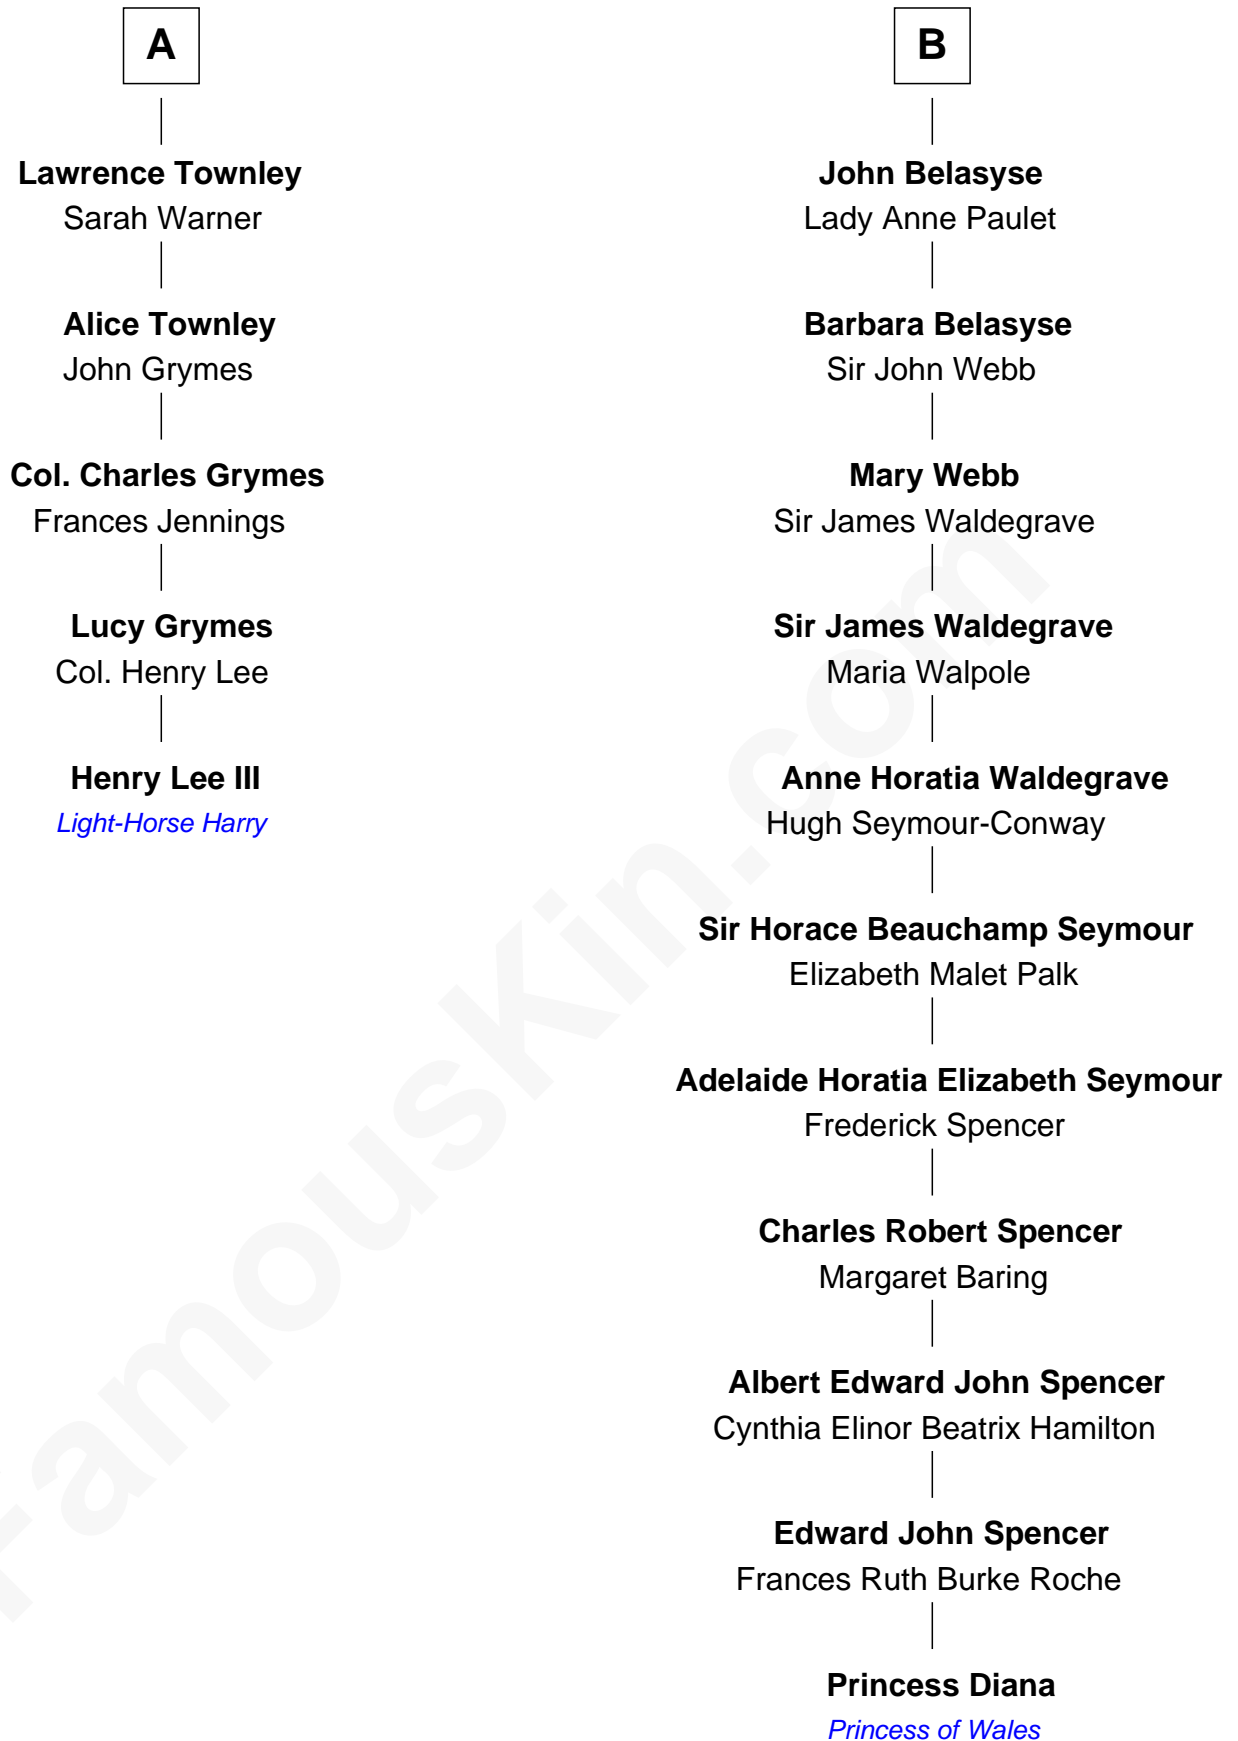 A
Lawrence Townley
Sarah Warner
Alice Townley
John Grymes
Col. Charles Grymes
Frances Jennings
Lucy Grymes
Col. Henry Lee
Henry Lee III
Light-Horse Harry
B
John Belasyse
Lady Anne Paulet
Barbara Belasyse
Sir John Webb
Mary Webb
Sir James Waldegrave
Sir James Waldegrave
Maria Walpole
Anne Horatia Waldegrave
Hugh Seymour-Conway
Sir Horace Beauchamp Seymour
Elizabeth Malet Palk
Adelaide Horatia Elizabeth Seymour
Frederick Spencer
Charles Robert Spencer
Margaret Baring
Albert Edward John Spencer
Cynthia Elinor Beatrix Hamilton
Edward John Spencer
Frances Ruth Burke Roche
Princess Diana
Princess of Wales
FamousKin.com